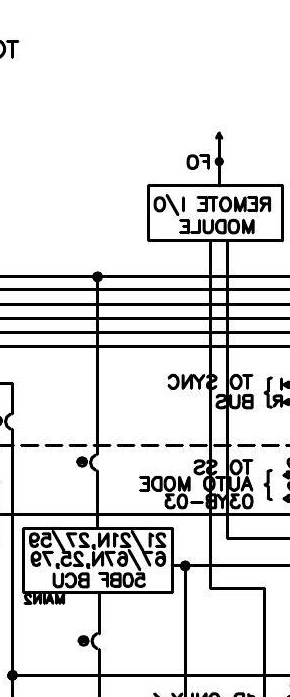 TO
FO
REMOTE I/O
MODULE
TO SYNC
BUS
TO SS
AUTO MODE
03YB-03
21/21N,27/59
67/67N,25,79
50BF BCU
MAIN2